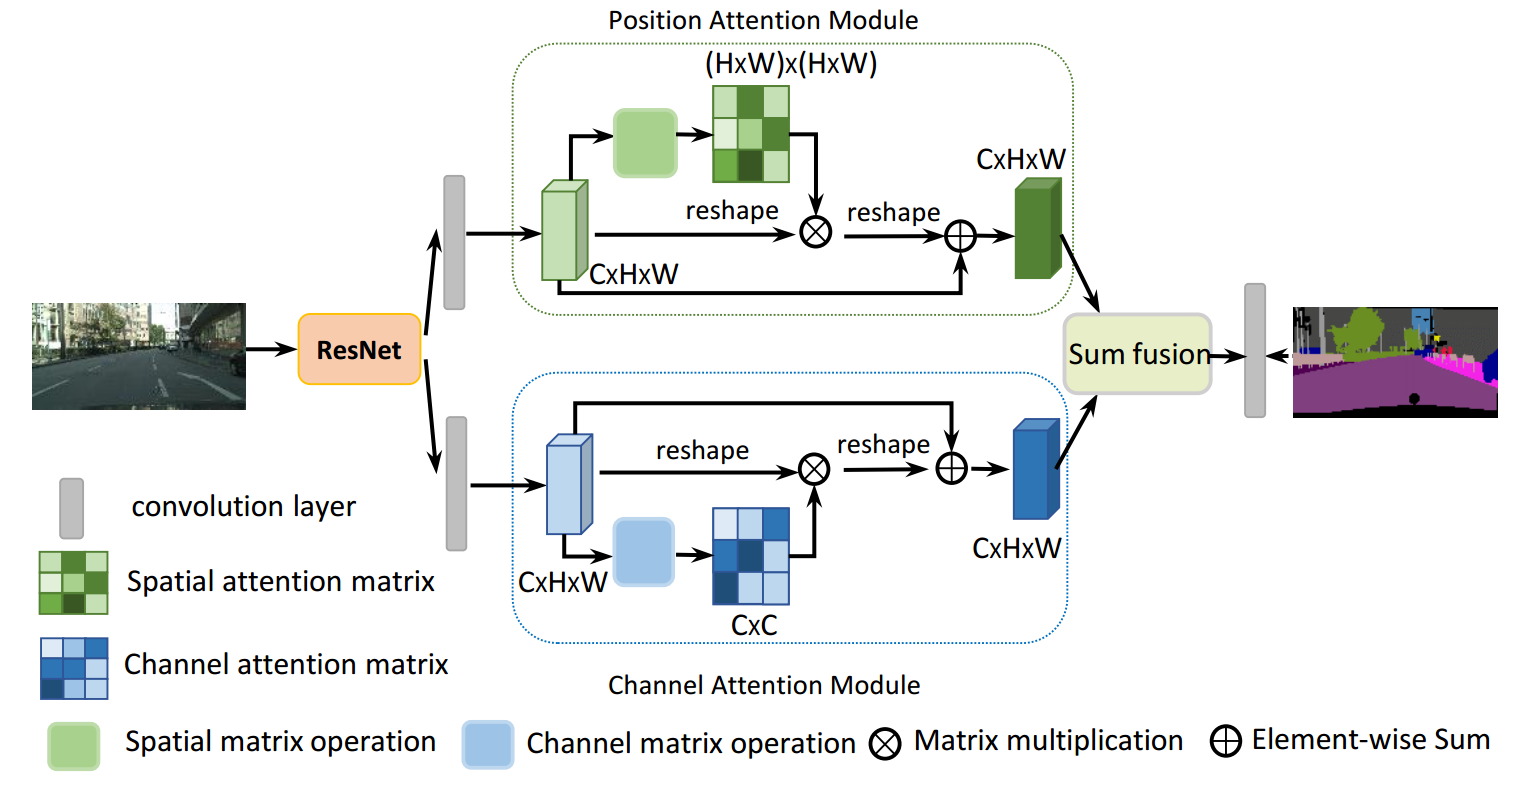 Position Attention Module
(HxW)x(HxW)
CxHxW
reshape
reshape
CxHxW
ResNet
Sum fusion
reshape
reshape
CxHxW
CxHxW
CxC
Channel Attention Module
convolution layer
Spatial attention matrix
Channel attention matrix
Spatial matrix operation
Channel matrix operation
Matrix multiplication
Element-wise Sum